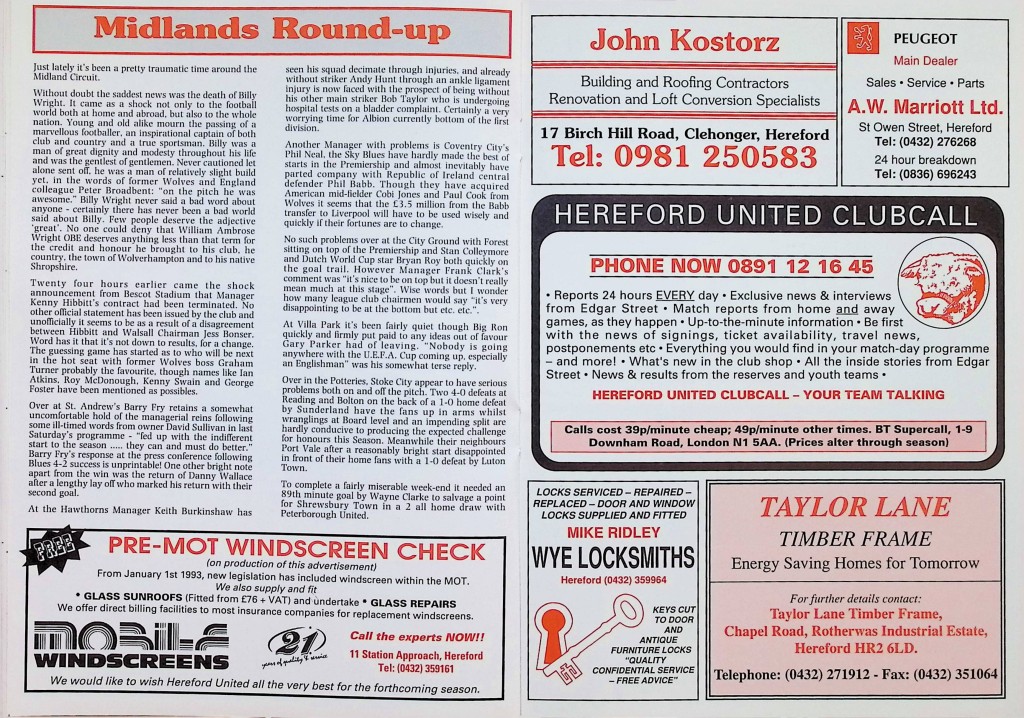 Midlands Round-up
Just lately it's been a pretty traumatic time around the
Midland Circuit.
Without doubt the saddest news was the death of Billy
Wright. It came as a shock not only to the football
world both at home and abroad, but also to the whole
nation. Young and old alike mourn the passing of a
marvellous footballer, an inspirational captain of both
club and country and a true sportsman. Billy was a
man of great dignity and modesty throughout his life
and was the gentlest of gentlemen. Never cautioned let
alone sent off, he was a man of relatively slight build
yet, in the words of former Wolves and England
colleague Peter Broadbent: "on the pitch he was
awesome." Billy Wright never said a bad word about
anyone - certainly there has never been a bad world
said about Billy. Few people deserve the adjective
'great'. No one could deny that William Ambrose
Wright OBE deserves anything less than that term for
the credit and honour he brought to his club, he
country, the town of Wolverhampton and to his native
Shropshire.
Twenty four hours earlier came the shock
announcement from Bescot Stadium that Manager
Kenny Hibbitt's contract had been terminated. No
other official statement has been issued by the club and
unofficially it seems to be as a result of a disagreement
between Hibbitt and Walsall Chairman Jess Bonser.
Word has it that it's not down to results, for a change.
The guessing game has started as to who will be next
in the hot seat with former Wolves boss Graham
Turner probably the favourite, though names like Ian
Atkins, Roy McDonough, Kenny Swain and George
Foster have been mentioned as possibles.
Over at St. Andrew's Barry Fry retains a somewhat
uncomfortable hold of the managerial reins following
some ill-timed words from owner David Sullivan in last
Saturday's programme - "fed up with the indifferent
start to the season ..... they can and must do better."
Barry Fry's response at the press conference following
Blues 4-2 success is unprintable! One other bright note
apart from the win was the return of Danny Wallace
after a lengthy lay off who marked his return with their
second goal.
At the Hawthorns Manager Keith Burkinshaw has
seen his squad decimate through injuries, and already
without striker Andy Hunt through an ankle ligament
injury is now faced with the prospect of being without
his other main striker Bob Taylor who is undergoing
hospital tests on a bladder complaint. Certainly a very
worrying time for Albion currently bottom of the first
division.
Another Manager with problems is Coventry City's
Phil Neal, the Sky Blues have hardly made the best of
starts in the Premiership and almost inevitably have
parted company with Republic of Ireland central
defender Phil Babb. Though they have acquired
American mid-fielder Cobi Jones and Paul Cook from
Wolves it seems that the £3.5 million from the Babb
transfer to Liverpool will have to be used wisely and
quickly if their fortunes are to change.
No such problems over at the City Ground with Forest
sitting on top of the Premiership and Stan Colleymore
and Dutch World Cup star Bryan Roy both quickly on
the goal trail. However Manager Frank Clark's
comment was "it's nice to be on top but it doesn't really
mean much at this stage". Wise words but I wonder
how many league club chairmen would say "it's very
disappointing to be at the bottom but etc. etc.".
At Villa Park it's been fairly quiet though Big Ron
quickly and firmly put paid to any ideas out of favour
Gary Parker had of leaving. "Nobody is going
anywhere with the U.E.F.A. Cup coming up, especially
an Englishman" was his somewhat terse reply.
Over in the Potteries, Stoke City appear to have serious
problems both on and off the pitch. Two 4-0 defeats at
Reading and Bolton on the back of a 1-0 home defeat
by Sunderland have the fans up in arms whilst
wranglings at Board level and an impending split are
hardly conducive to producing the expected challenge
for honours this Season. Meanwhile their neighbours
Port Vale after a reasonably bright start disappointed
in front of their home fans with a 1-0 defeat by Luton
Town.
To complete a fairly miserable week-end it needed an
89th minute goal by Wayne Clarke to salvage a point
for Shrewsbury Town in a 2 all home draw with
Peterborough United.
FREE
PRE-MOT WINDSCREEN CHECK
(on production of this advertisement)
From January 1st 1993, new legislation has included windscreen within the MOT.
We also supply and fit
• GLASS SUNROOFS (Fitted from £76 + VAT) and undertake • GLASS REPAIRS
We offer direct billing facilities to most insurance companies for replacement windscreens.
MOBILE
WINDSCREENS
21
years of quality & service
Call the experts NOW!!
11 Station Approach, Hereford
Tel: (0432) 359161
We would like to wish Hereford United all the very best for the forthcoming season.
John Kostorz
Building and Roofing Contractors
Renovation and Loft Conversion Specialists
17 Birch Hill Road, Clehonger, Hereford
Tel: 0981 250583
PEUGEOT
Main Dealer
Sales • Service • Parts
A.W. Marriott Ltd.
St Owen Street, Hereford
Tel: (0432) 276268
24 hour breakdown
Tel: (0836) 696243
HEREFORD UNITED CLUBCALL
PHONE NOW 0891 12 16 45
• Reports 24 hours EVERY day • Exclusive news & interviews
from Edgar Street • Match reports from home and away
games, as they happen • Up-to-the-minute information • Be first
with the news of signings, ticket availability, travel news,
postponements etc • Everything you would find in your match-day programme
– and more! • What's new in the club shop • All the inside stories from Edgar
Street • News & results from the reserves and youth teams •
HEREFORD UNITED CLUBCALL – YOUR TEAM TALKING
Calls cost 39p/minute cheap; 49p/minute other times. BT Supercall, 1-9
Downham Road, London N1 5AA. (Prices alter through season)
LOCKS SERVICED – REPAIRED –
REPLACED – DOOR AND WINDOW
LOCKS SUPPLIED AND FITTED
MIKE RIDLEY
WYE LOCKSMITHS
Hereford (0432) 359964
KEYS CUT
TO DOOR
AND
ANTIQUE
FURNITURE LOCKS
"QUALITY
CONFIDENTIAL SERVICE
– FREE ADVICE"
TAYLOR LANE
TIMBER FRAME
Energy Saving Homes for Tomorrow
For further details contact:
Taylor Lane Timber Frame,
Chapel Road, Rotherwas Industrial Estate,
Hereford HR2 6LD.
Telephone: (0432) 271912 - Fax: (0432) 351064